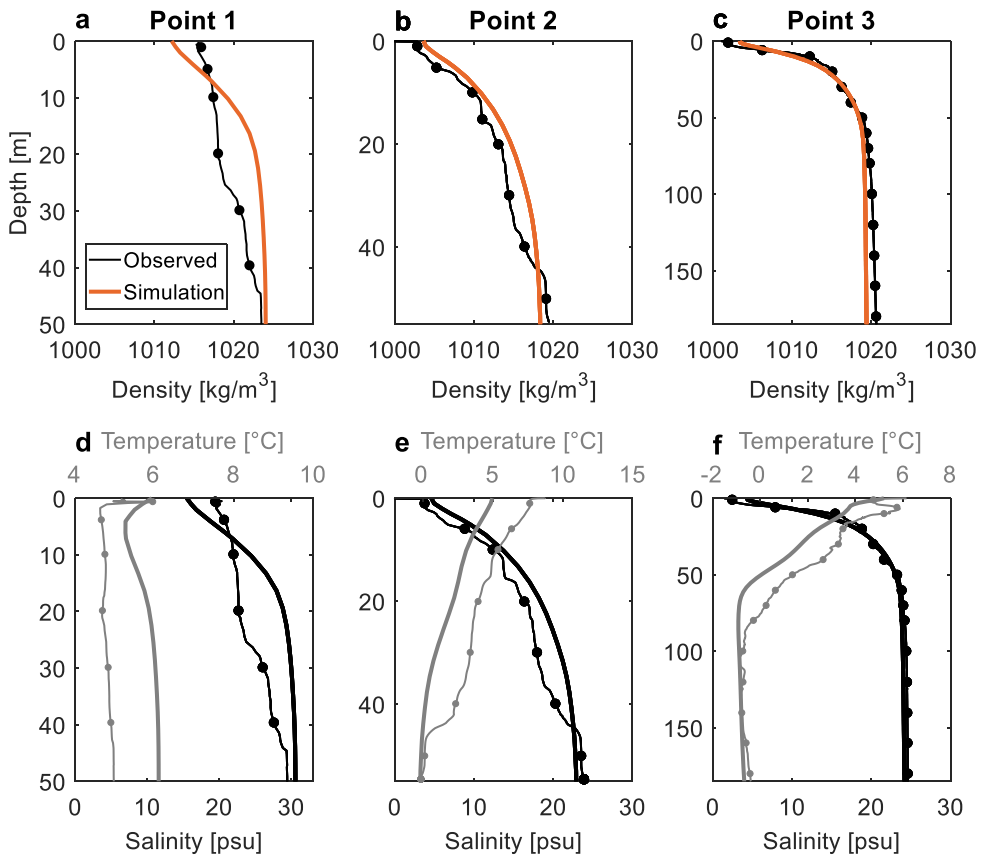 a Point 1 b Point 2 c Point 3
0 0 0
10
20
30
40
50
20
40
50
100
150
Depth [m]
Observed
Simulation
1000 1010 1020 1030 1000 1010 1020 1030 1000 1010 1020 1030
Density [kg/m³] Density [kg/m³] Density [kg/m³]
d Temperature [°C] e Temperature [°C] f Temperature [°C]
4 6 8 10 0 5 10 15 -2 0 2 4 6 8
0 0 0
10
20
30
40
50
20
40
50
100
150
Depth [m]
0 10 20 30 0 10 20 30 0 10 20 30
Salinity [psu] Salinity [psu] Salinity [psu]